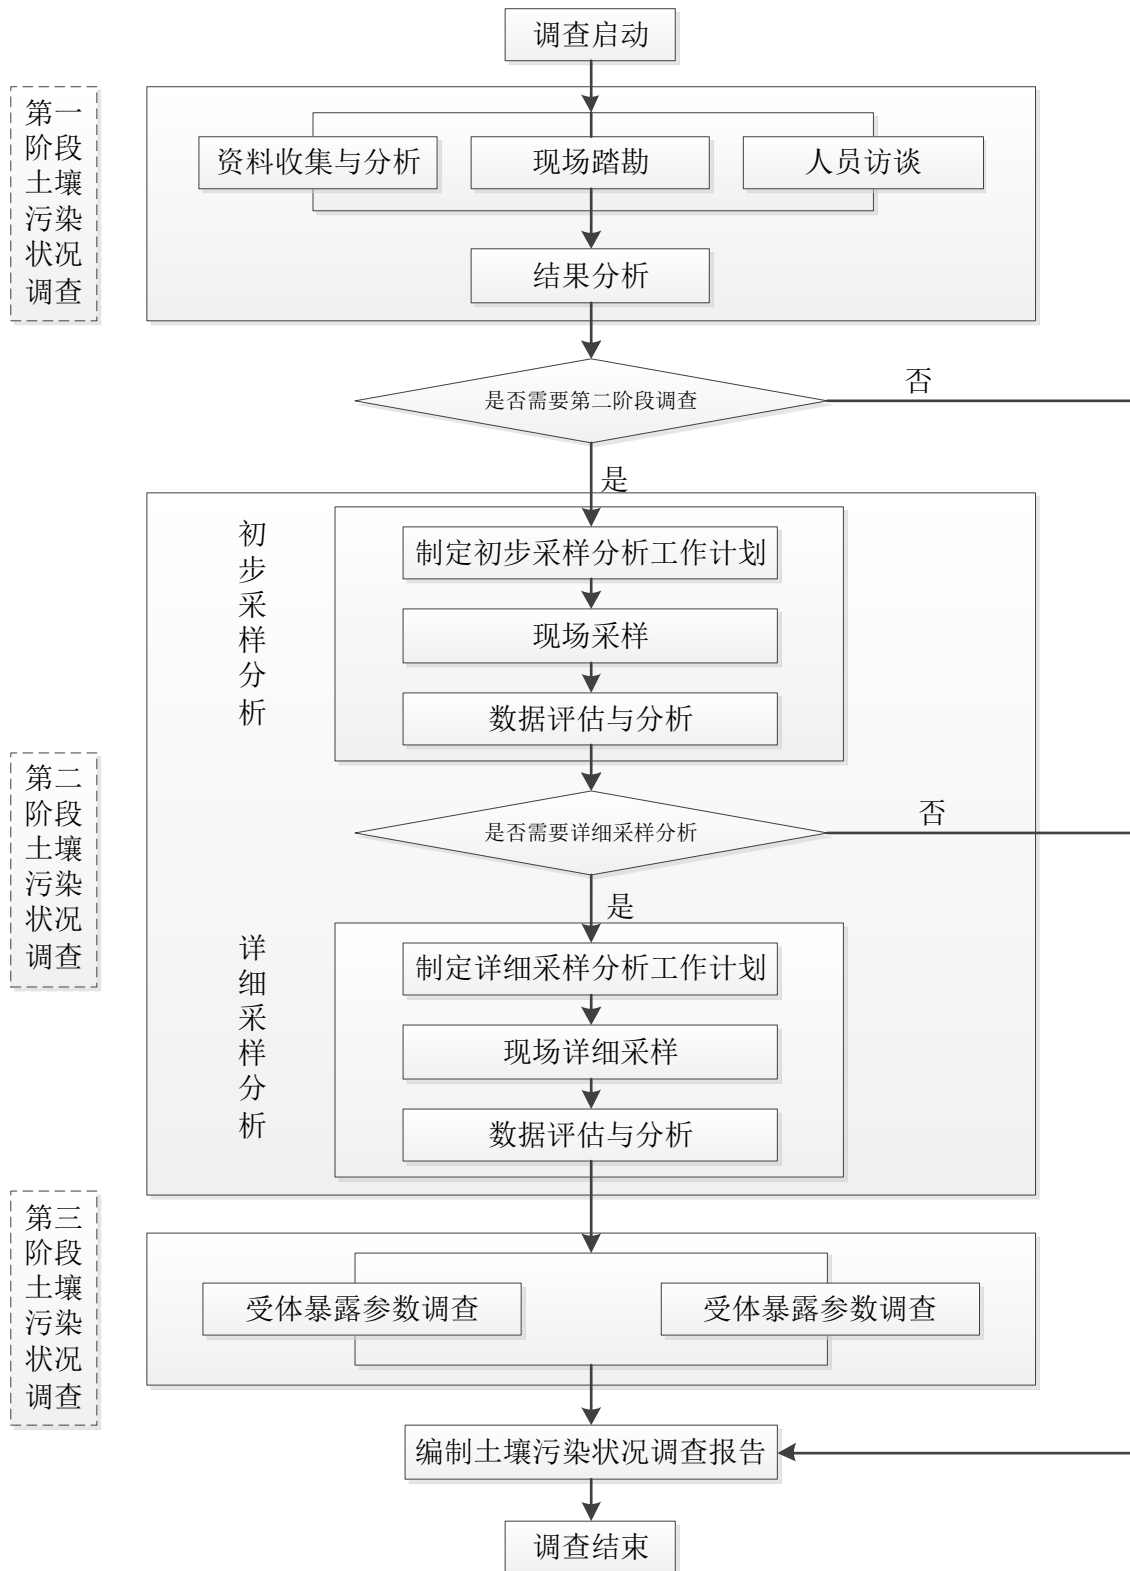 调查启动
第一
阶段
土壤
污染
状况
调查
资料收集与分析
现场踏勘
人员访谈
结果分析
是否需要第二阶段调查
否
是
初
步
采
样
分
析
制定初步采样分析工作计划
现场采样
数据评估与分析
第二
阶段
土壤
污染
状况
调查
是否需要详细采样分析
否
是
详
细
采
样
分
析
制定详细采样分析工作计划
现场详细采样
数据评估与分析
第三
阶段
土壤
污染
状况
调查
受体暴露参数调查
受体暴露参数调查
编制土壤污染状况调查报告
调查结束